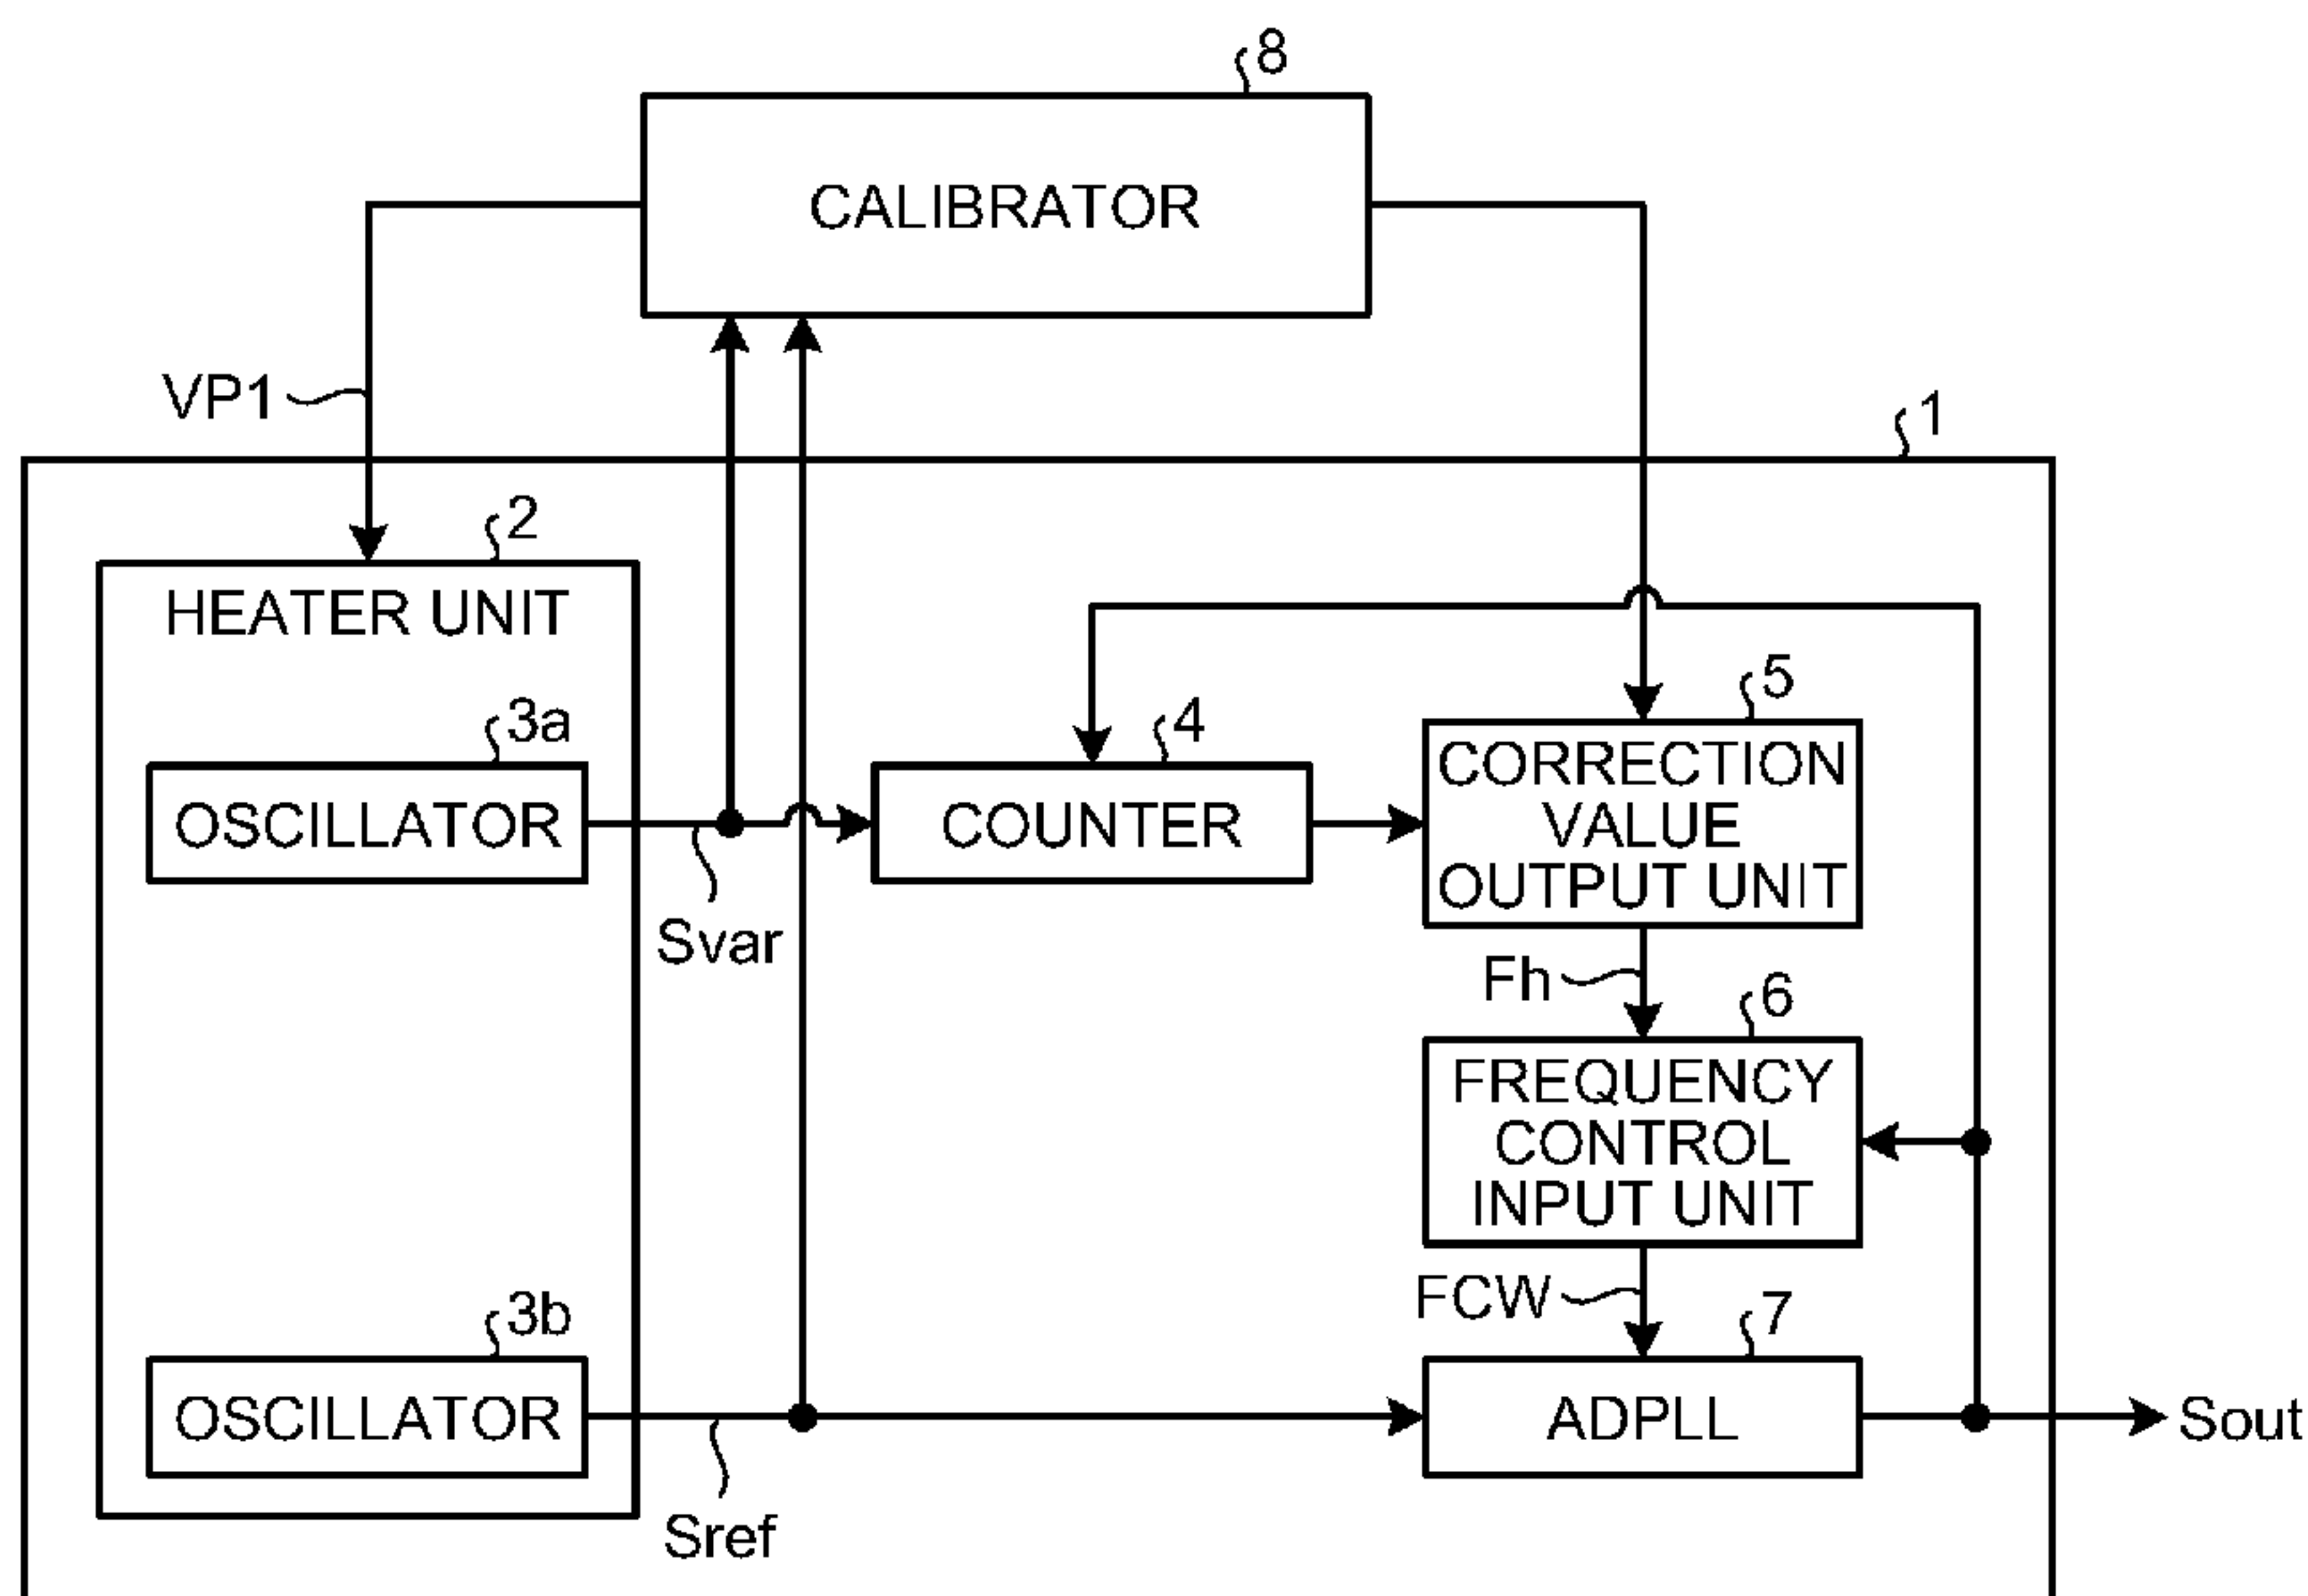 8
CALIBRATOR
VP1
1
2
HEATER UNIT
3a
OSCILLATOR
Svar
4
COUNTER
5
CORRECTION
VALUE
OUTPUT UNIT
Fh
6
FREQUENCY
CONTROL
INPUT UNIT
FCW
3b
OSCILLATOR
Sref
7
ADPLL
Sout